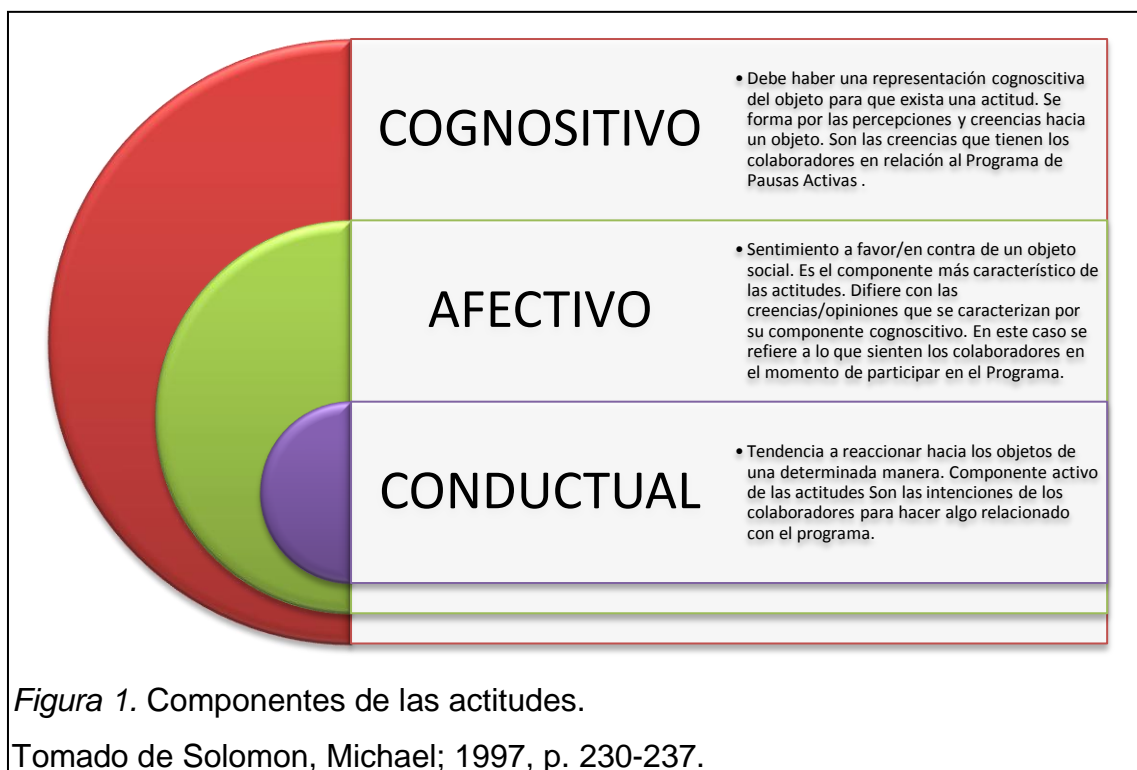 COGNOSITIVO
• Debe haber una representación cognoscitiva
del objeto para que exista una actitud. Se
forma por las percepciones y creencias hacia
un objeto. Son las creencias que tienen los
colaboradores en relación al Programa de
Pausas Activas .
AFECTIVO
• Sentimiento a favor/en contra de un objeto
social. Es el componente más característico de
las actitudes. Difiere con las
creencias/opiniones que se caracterizan por
su componente cognoscitivo. En este caso se
refiere a lo que sienten los colaboradores en
el momento de participar en el Programa.
CONDUCTUAL
• Tendencia a reaccionar hacia los objetos de
una determinada manera. Componente activo
de las actitudes Son las intenciones de los
colaboradores para hacer algo relacionado
con el programa.
Figura 1. Componentes de las actitudes.
Tomado de Solomon, Michael; 1997, p. 230-237.